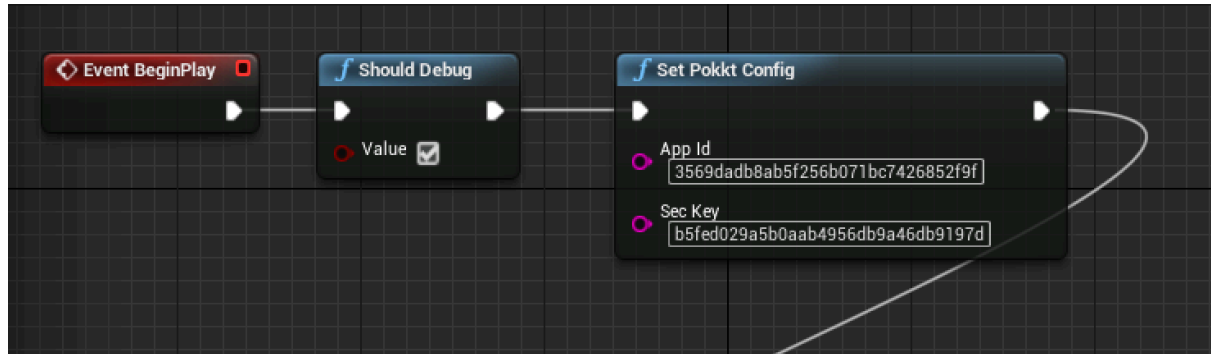 Event BeginPlay
Should Debug
Value
Set Pokkt Config
App Id
3569dadb8ab5f256b071bc7426852f9f
Sec Key
b5fed029a5b0aab4956db9a46db9197d